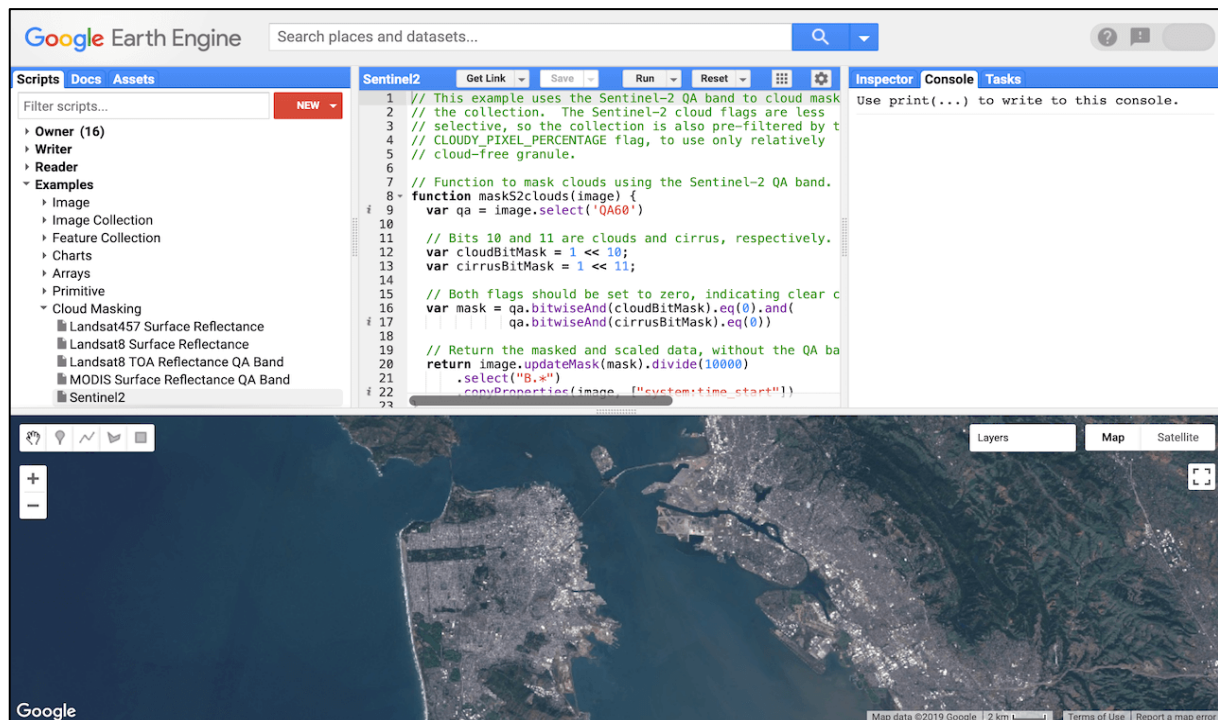 Google Earth Engine
Search places and datasets...
Scripts Docs Assets
Filter scripts...
NEW
Owner (16)
Writer
Reader
Examples
Image
Image Collection
Feature Collection
Charts
Arrays
Primitive
Cloud Masking
Landsat457 Surface Reflectance
Landsat8 Surface Reflectance
Landsat8 TOA Reflectance QA Band
MODIS Surface Reflectance QA Band
Sentinel2
Sentinel2 Get Link Save Run Reset
1 // This example uses the Sentinel-2 QA band to cloud mask
2 // the collection. The Sentinel-2 cloud flags are less
3 // selective, so the collection is also pre-filtered by t
4 // CLOUDY_PIXEL_PERCENTAGE flag, to use only relatively
5 // cloud-free granule.
6
7 // Function to mask clouds using the Sentinel-2 QA band.
8 function maskS2clouds(image) {
i 9 var qa = image.select('QA60')
10
11 // Bits 10 and 11 are clouds and cirrus, respectively.
12 var cloudBitMask = 1 << 10;
13 var cirrusBitMask = 1 << 11;
14
15 // Both flags should be set to zero, indicating clear c
16 var mask = qa.bitwiseAnd(cloudBitMask).eq(0).and(
i 17 qa.bitwiseAnd(cirrusBitMask).eq(0))
18
19 // Return the masked and scaled data, without the QA ba
20 return image.updateMask(mask).divide(10000)
21 .select("B.*")
i 22 .copyProperties(image, ["system:time_start"])
23
Inspector Console Tasks
Use print(...) to write to this console.
Layers
Map Satellite
Google
Map data ©2019 Google 2 km Terms of Use Report a map error